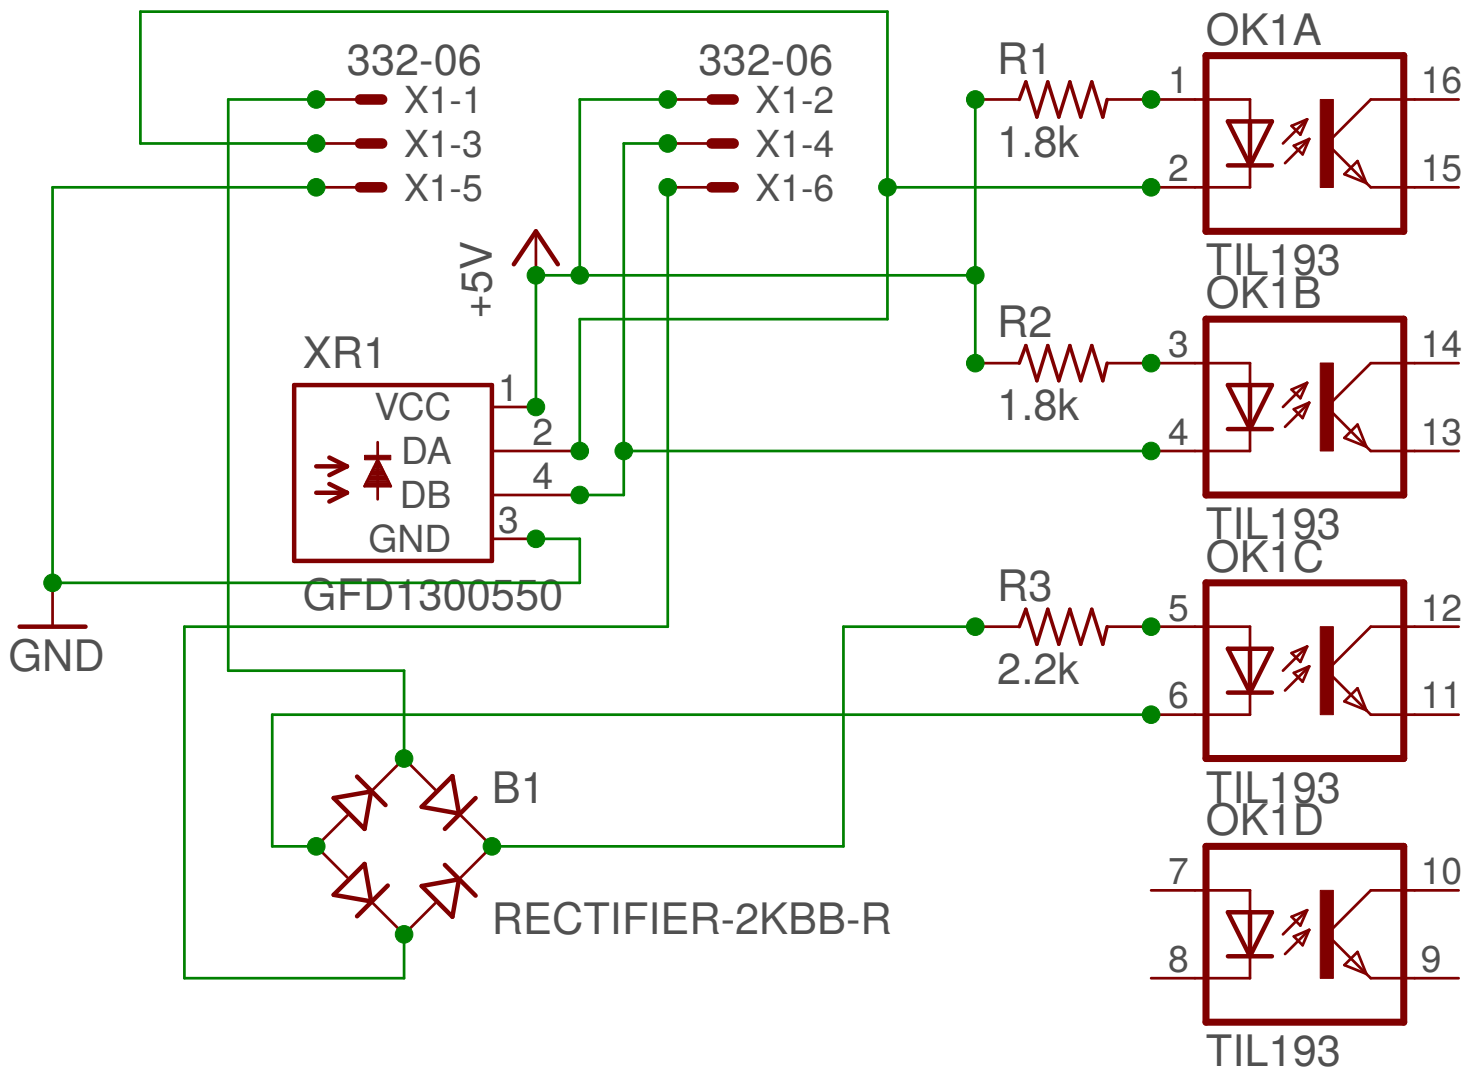 OK1A
332-06
332-06
R1
1
16
X1-1
X1-2
1.8k
X1-3
X1-4
2
15
X1-5
X1-6
+5V
TIL193
OK1B
R2
3
14
XR1
1.8k
1
VCC
2
4
13
DA
4
DB
3
GND
TIL193
OK1C
GFD1300550
R3
5
12
GND
2.2k
6
11
B1
TIL193
OK1D
7
10
RECTIFIER-2KBB-R
8
9
TIL193